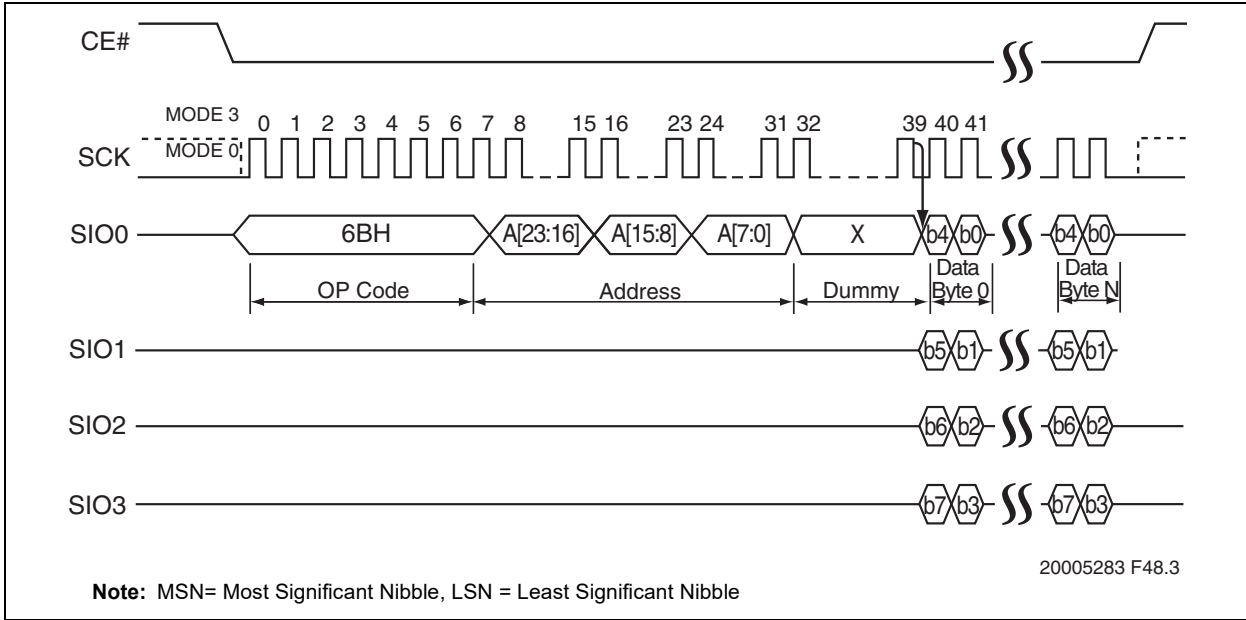 CE#
MODE 3
0 1 2 3 4 5 6 7 8 15 16 23 24 31 32 39 40 41
SCK
MODE 0
SIO0
6BH A[23:16] A[15:8] A[7:0] X b4 b0 b4 b0
OP Code Address Dummy Data Byte 0 Data Byte N
SIO1 b5 b1 b5 b1
SIO2 b6 b2 b6 b2
SIO3 b7 b3 b7 b3
20005283 F48.3
Note: MSN= Most Significant Nibble, LSN = Least Significant Nibble